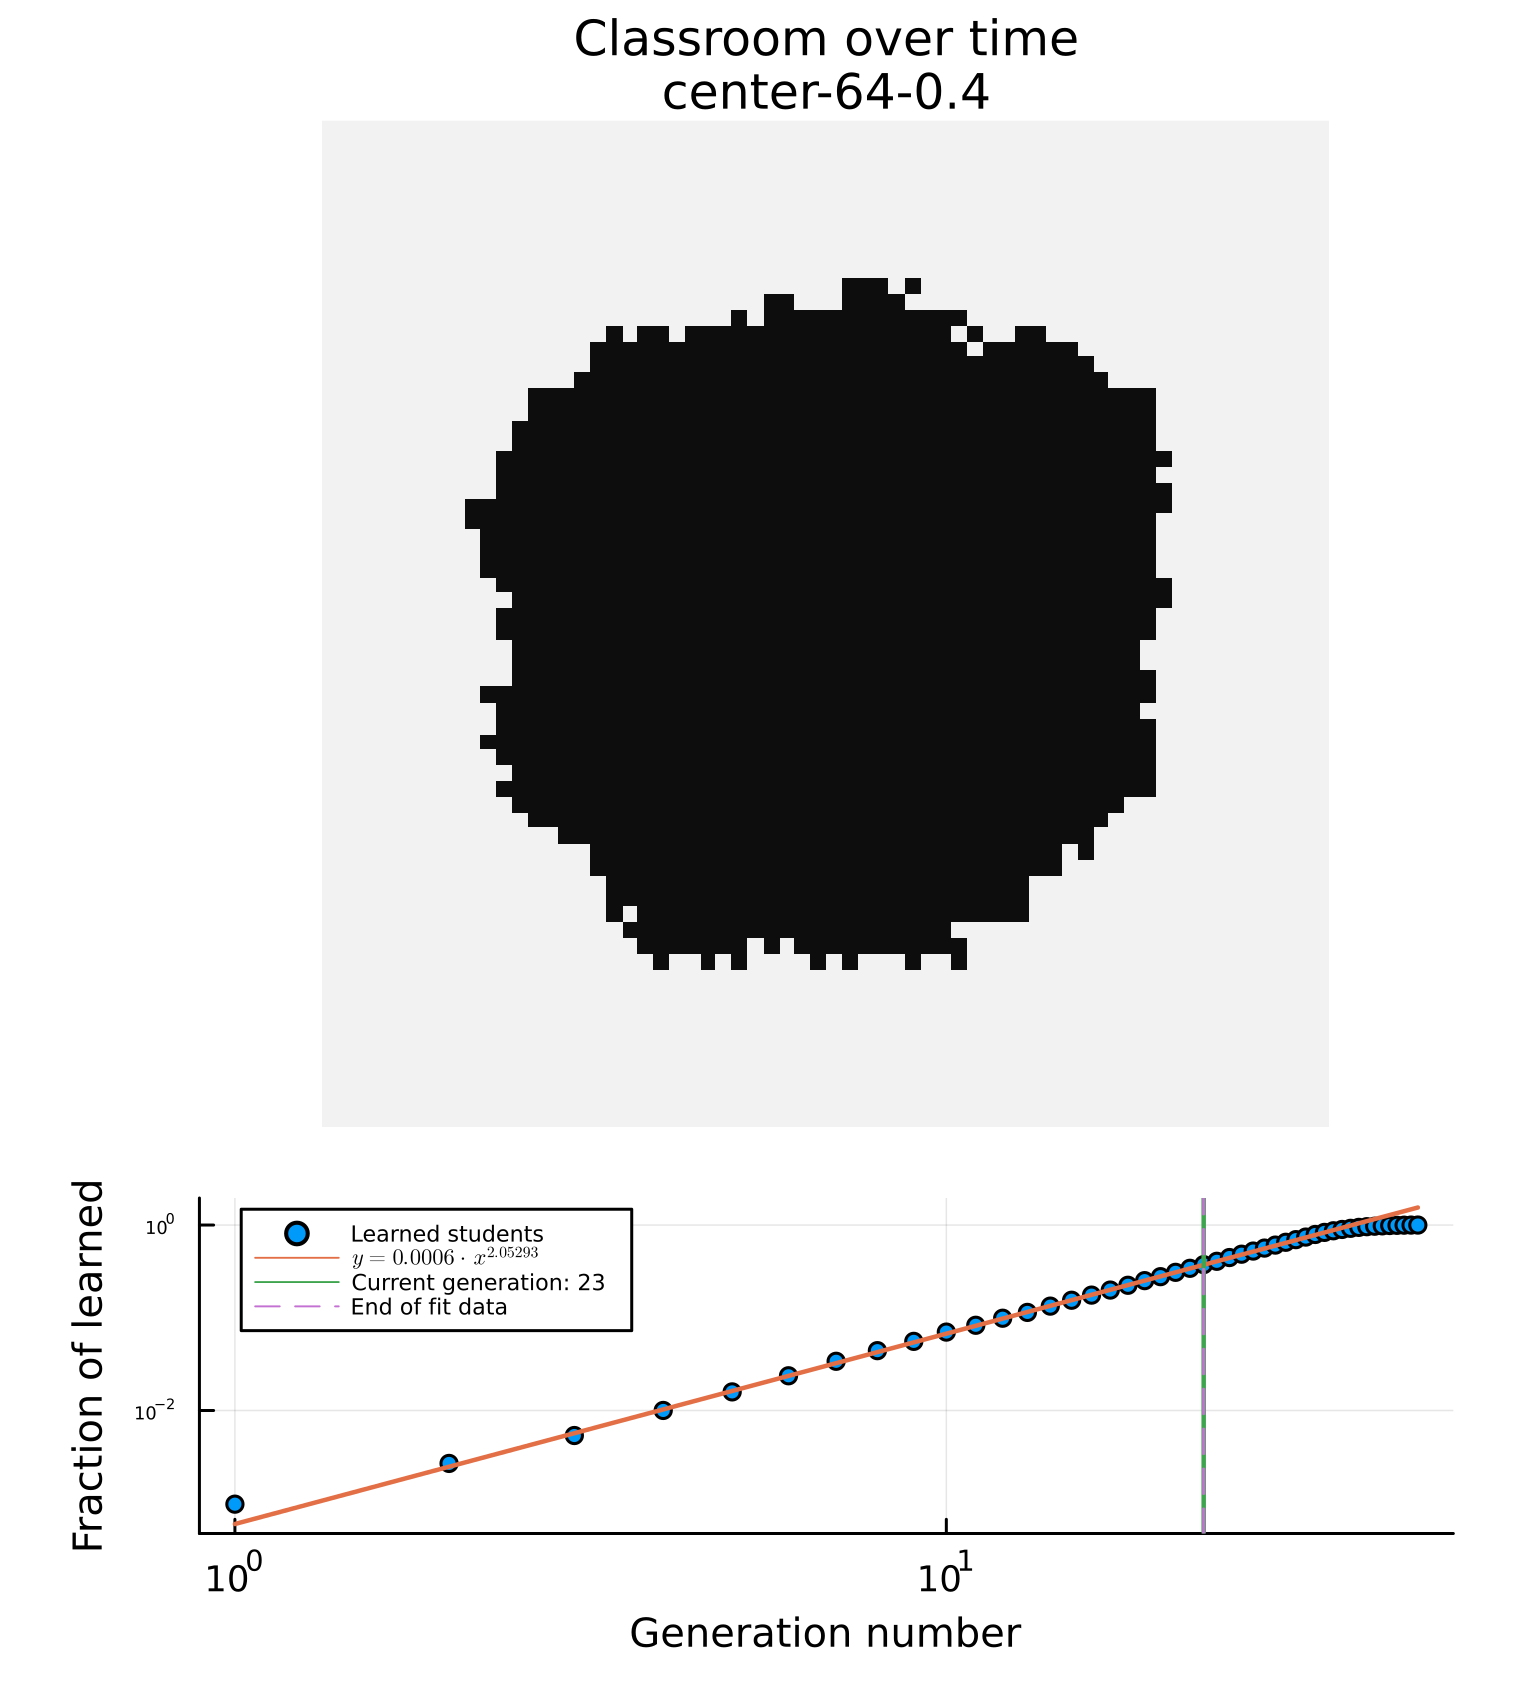 Classroom over time
center-64-0.4
Fraction of learned
10⁰
10⁻²
Learned students
y = 0.0006 · x^2.05293
Current generation: 23
End of fit data
10⁰
10¹
Generation number